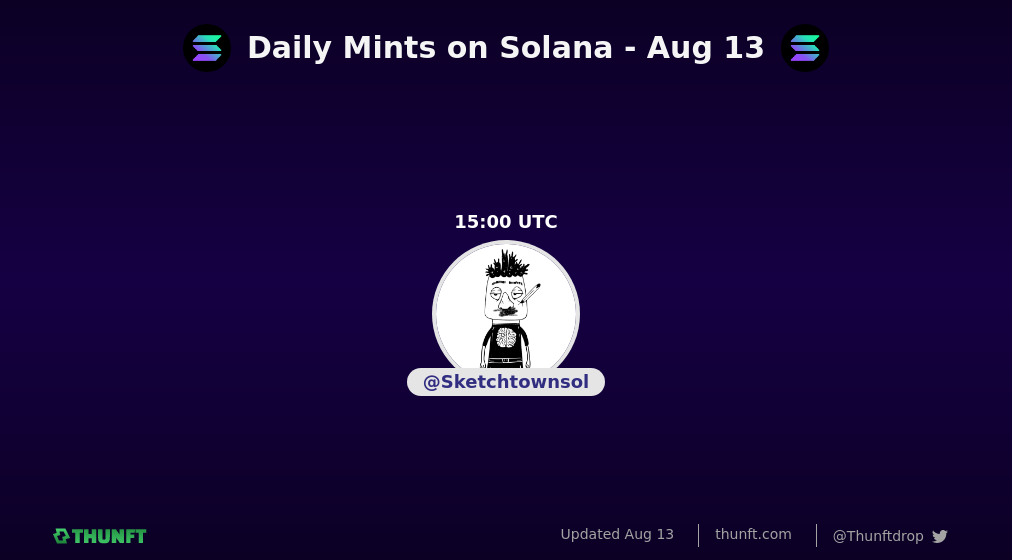 Daily Mints on Solana - Aug 13
15:00 UTC
@Sketchtownsol
THUNFT
Updated Aug 13
thunft.com
@Thunftdrop